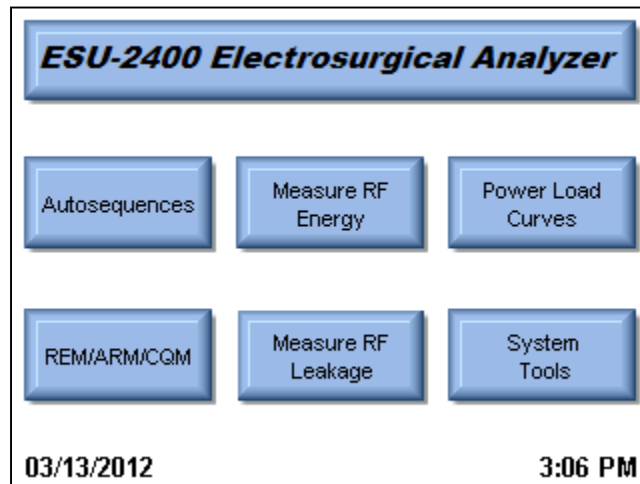 ESU-2400 Electrosurgical Analyzer
Autosequences
Measure RF
Energy
Power Load
Curves
REM/ARM/CQM
Measure RF
Leakage
System
Tools
03/13/2012
3:06 PM